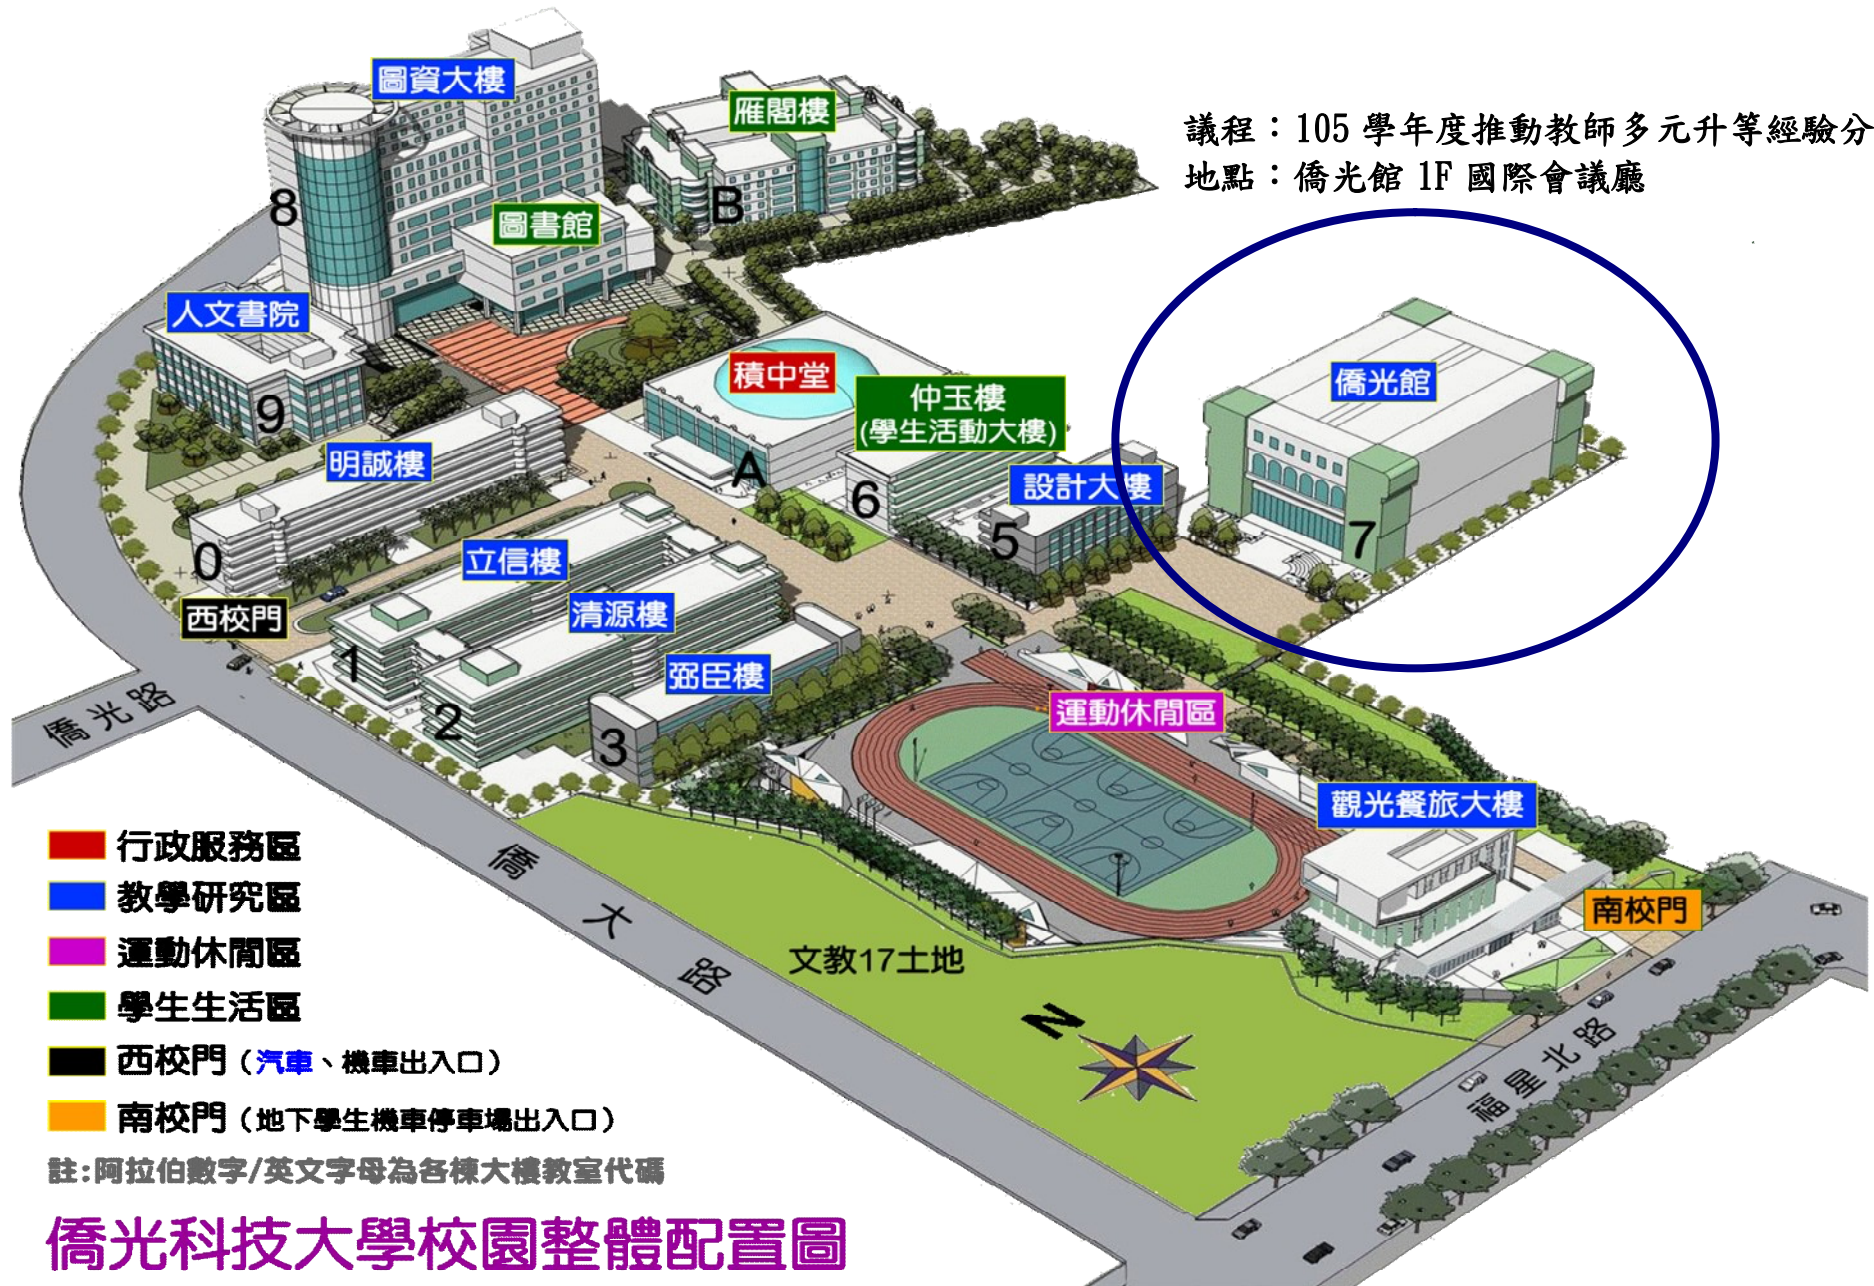 圖資大樓
雁閣樓
議程：105 學年度推動教師多元升等經驗分
地點：僑光館 1F 國際會議廳
8
B
圖書館
人文書院
積中堂
僑光館
仲玉樓
(學生活動大樓)
9
明誠樓
A
6
設計大樓
5
7
0
立信樓
西校門
清源樓
1
弼臣樓
2
3
僑光路
運動休閒區
觀光餐旅大樓
南校門
僑大路
文教17土地
N
福星北路
行政服務區
教學研究區
運動休閒區
學生生活區
西校門（汽車、機車出入口）
南校門（地下學生機車停車場出入口）
註:阿拉伯數字/英文字母為各棟大樓教室代碼
僑光科技大學校園整體配置圖